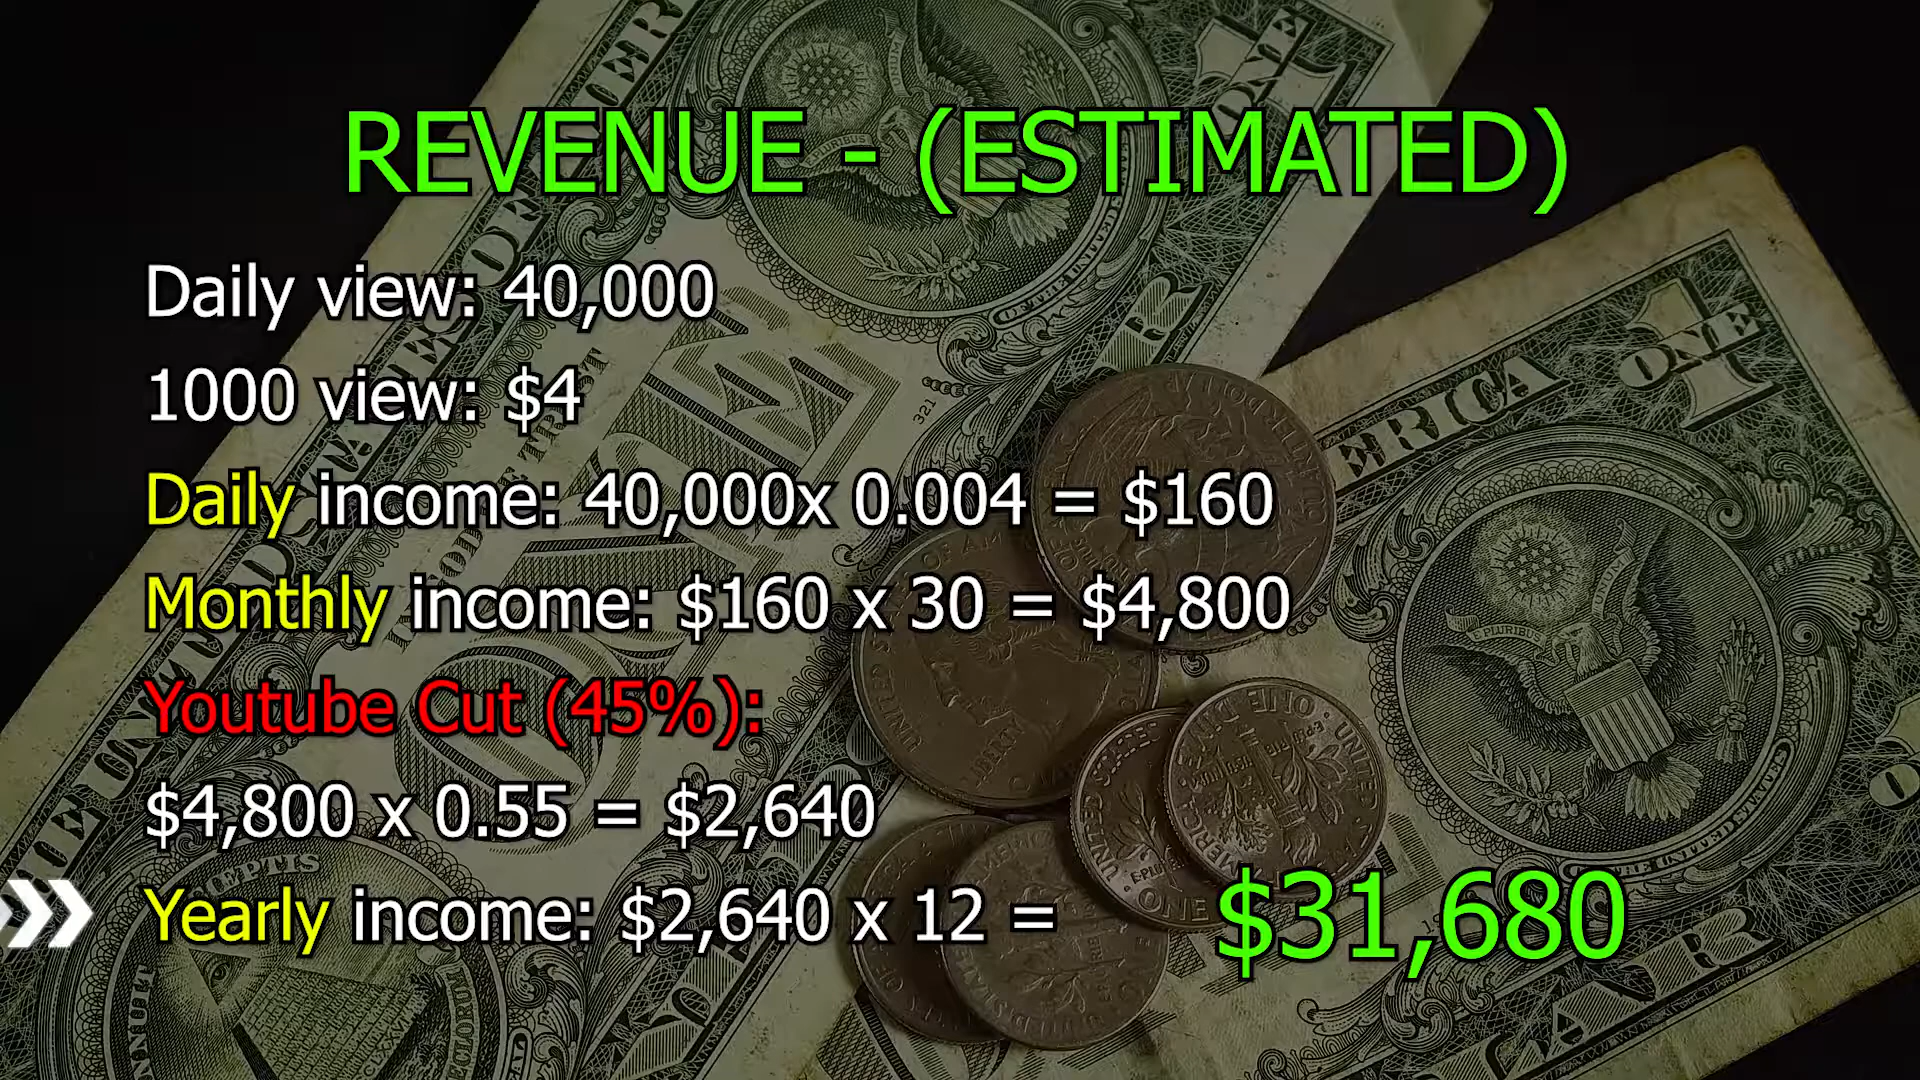 REVENUE - (ESTIMATED)
Daily view: 40,000
1000 view: $4
Daily income: 40,000x 0.004 = $160
Monthly income: $160 x 30 = $4,800
Youtube Cut (45%):
$4,800 x 0.55 = $2,640
Yearly income: $2,640 x 12 = $31,680